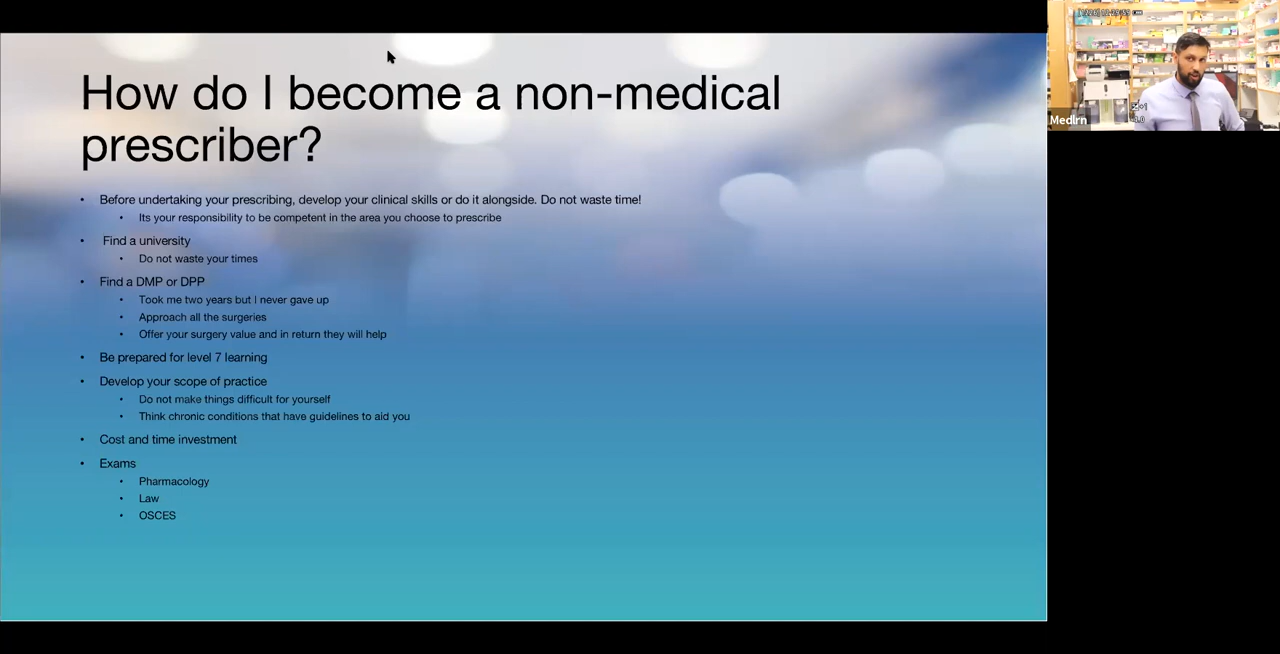 How do I become a non-medical
prescriber?
• Before undertaking your prescribing, develop your clinical skills or do it alongside. Do not waste time!
• Its your responsibility to be competent in the area you choose to prescribe
• Find a university
• Do not waste your times
• Find a DMP or DPP
• Took me two years but I never gave up
• Approach all the surgeries
• Offer your surgery value and in return they will help
• Be prepared for level 7 learning
• Develop your scope of practice
• Do not make things difficult for yourself
• Think chronic conditions that have guidelines to aid you
• Cost and time investment
• Exams
• Pharmacology
• Law
• OSCES
Medlrn